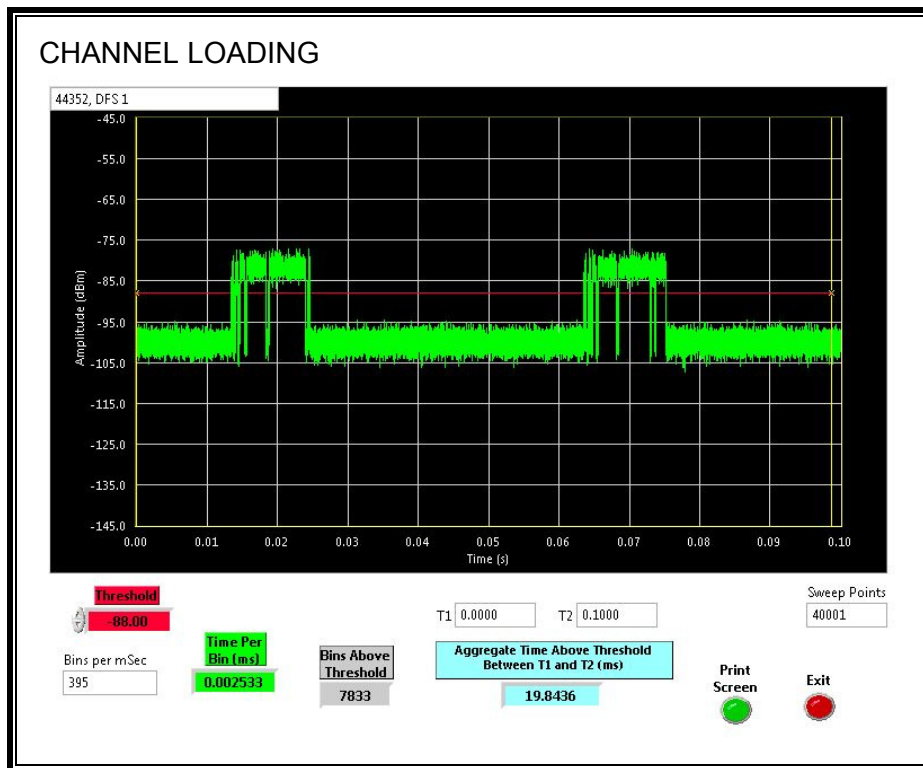 CHANNEL LOADING
44352, DFS 1
-45.0
-55.0
-65.0
-75.0
-85.0
-95.0
-105.0
-115.0
-125.0
-135.0
-145.0
Amplitude (dBm)
0.00 0.01 0.02 0.03 0.04 0.05 0.06 0.07 0.08 0.09 0.10
Time (s)
Threshold
-88.00
Bins per mSec
395
Time Per
Bin (ms)
0.002533
Bins Above
Threshold
7833
T1 0.0000 T2 0.1000
Aggregate Time Above Threshold
Between T1 and T2 (ms)
19.8436
Sweep Points
40001
Print
Screen
Exit